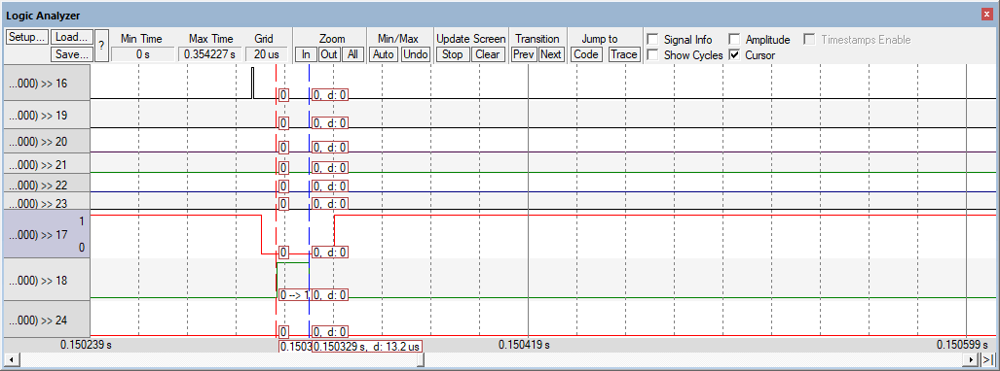 Logic Analyzer
Setup... Load... ? Min Time Max Time Grid Zoom Min/Max Update Screen Transition Jump to Signal Info Amplitude Timestamps Enable
Save... 0 s 0.354227 s 20 us In Out All Auto Undo Stop Clear Prev Next Code Trace Show Cycles Cursor
...000) >> 16 0 0, d: 0
...000) >> 19 0 0, d: 0
...000) >> 20 0 0, d: 0
...000) >> 21 0 0, d: 0
...000) >> 22 0 0, d: 0
...000) >> 23 0 0, d: 0
1
...000) >> 17
0 0 0, d: 0
...000) >> 18
0 --> 1 0, d: 0
...000) >> 24 0 0, d: 0
0.150239 s 0.1503 0.150329 s, d: 13.2 us 0.150419 s 0.150599 s
>|